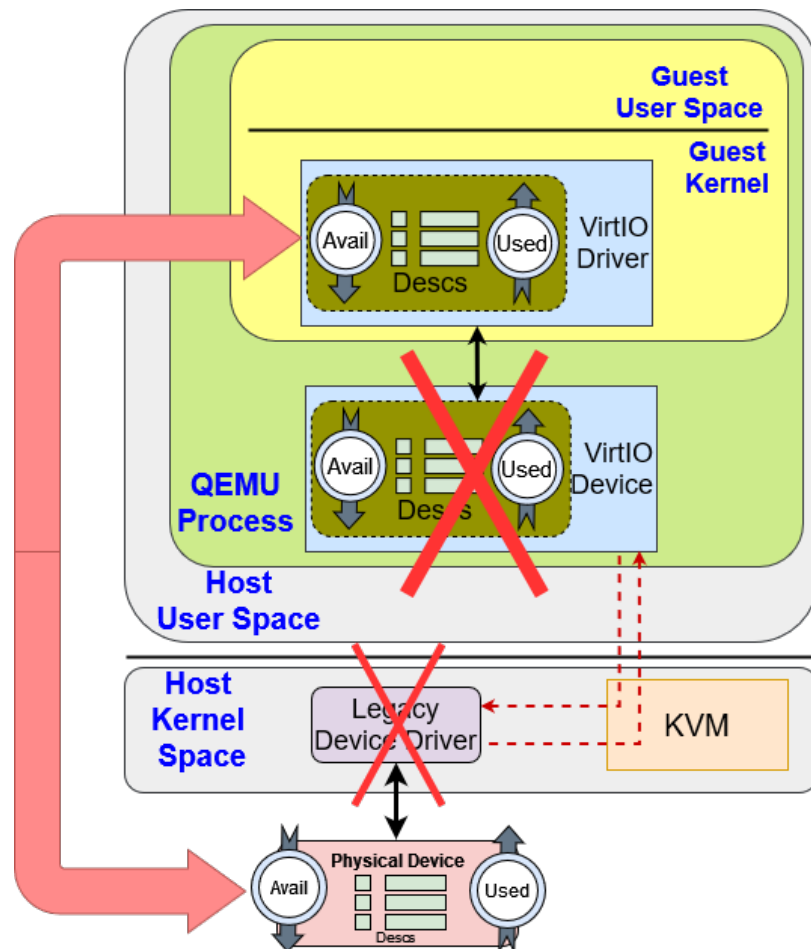 Guest
User Space
Guest
Kernel
Avail
Used
Descs
VirtIO
Driver
Avail
Used
Descs
VirtIO
Device
QEMU
Process
Host
User Space
Host
Kernel
Space
Legacy
Device Driver
KVM
Physical Device
Avail
Used
Descs